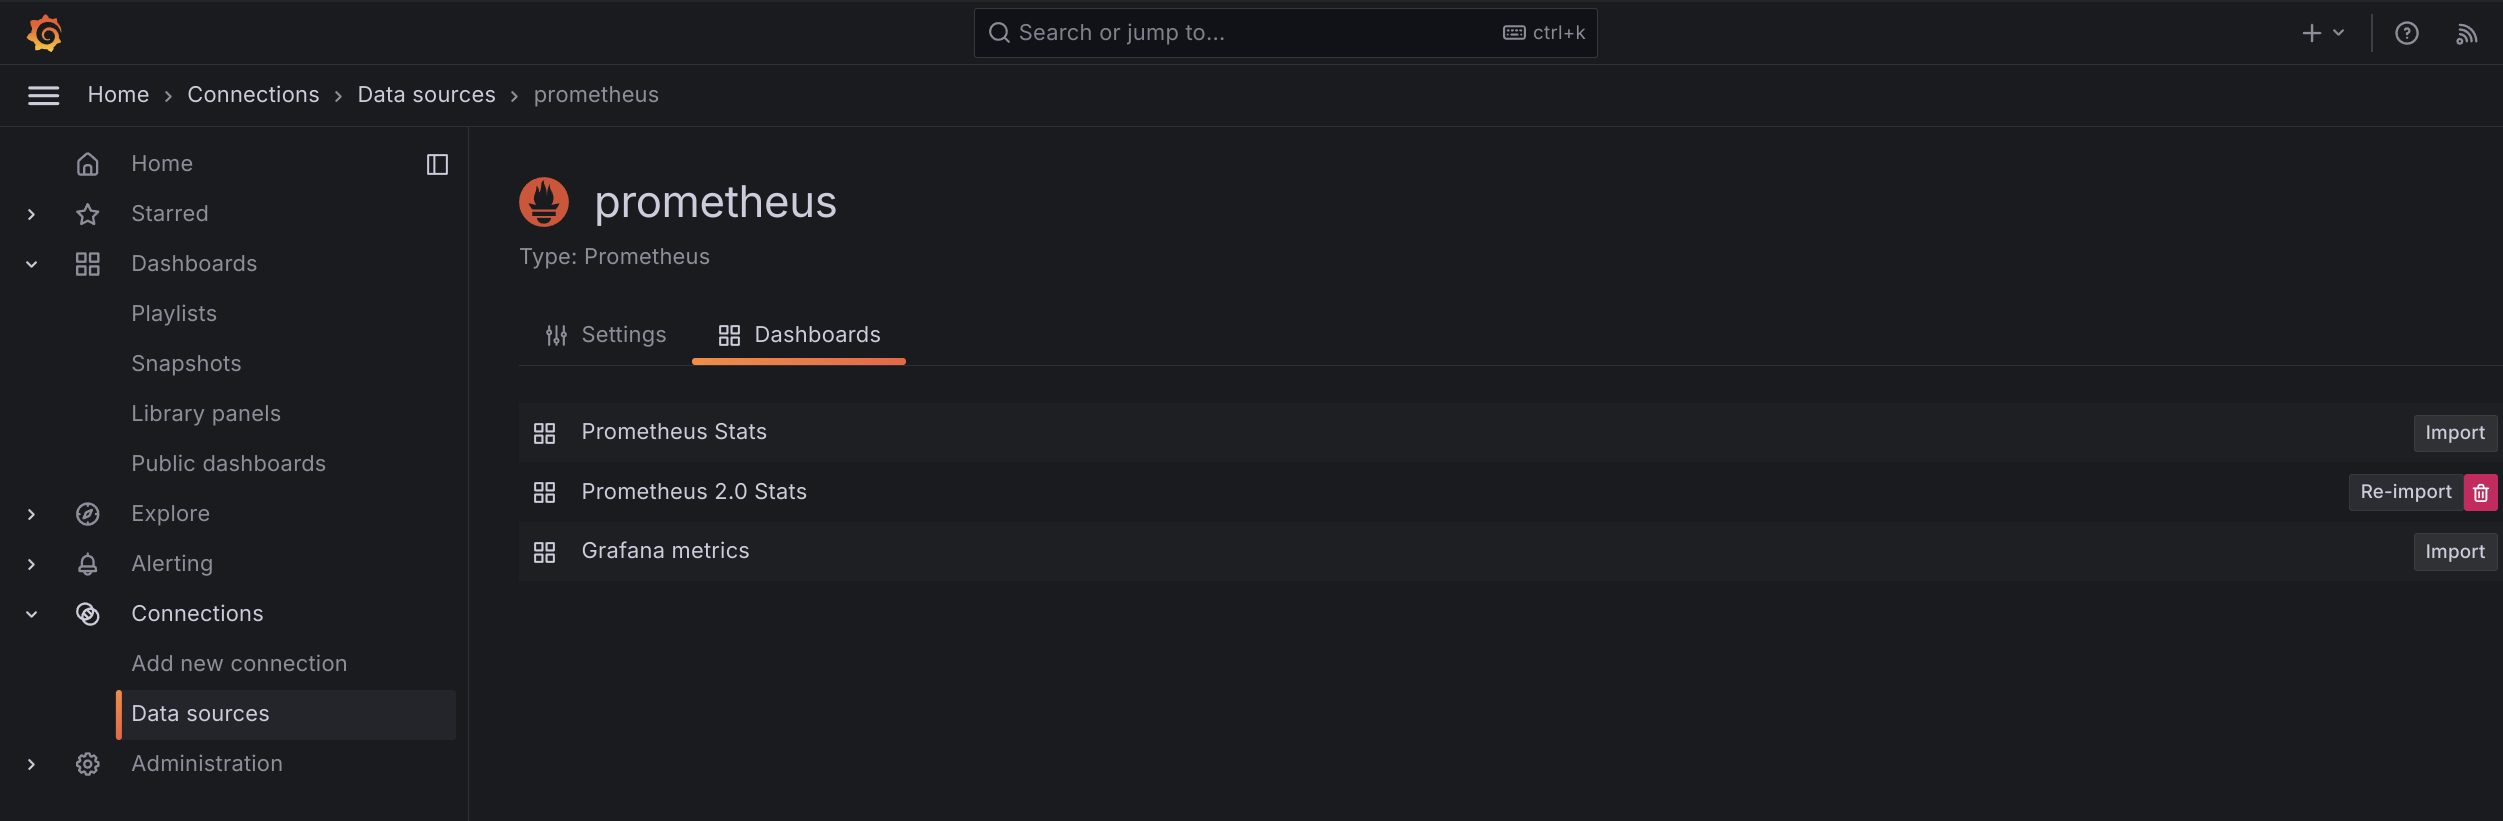 Search or jump to...
ctrl+k
Home
Connections
Data sources
prometheus
Home
Starred
Dashboards
Playlists
Snapshots
Library panels
Public dashboards
Explore
Alerting
Connections
Add new connection
Data sources
Administration
prometheus
Type: Prometheus
Settings
Dashboards
Prometheus Stats
Import
Prometheus 2.0 Stats
Re-import
Grafana metrics
Import